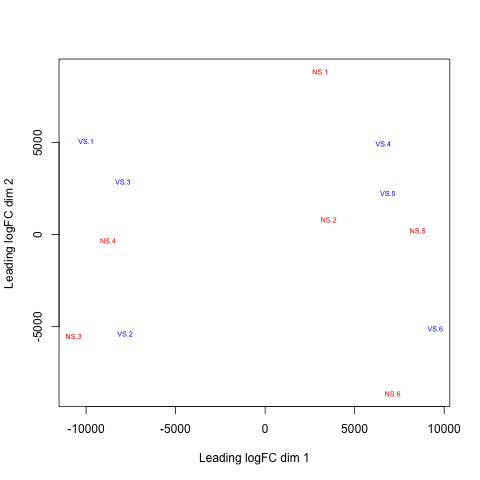 NS.1
VS.1
VS.4
VS.3
VS.5
NS.2
NS.5
NS.4
VS.6
VS.2
NS.3
NS.6
5000
0
-5000
Leading logFC dim 2
-10000 -5000 0 5000 10000
Leading logFC dim 1